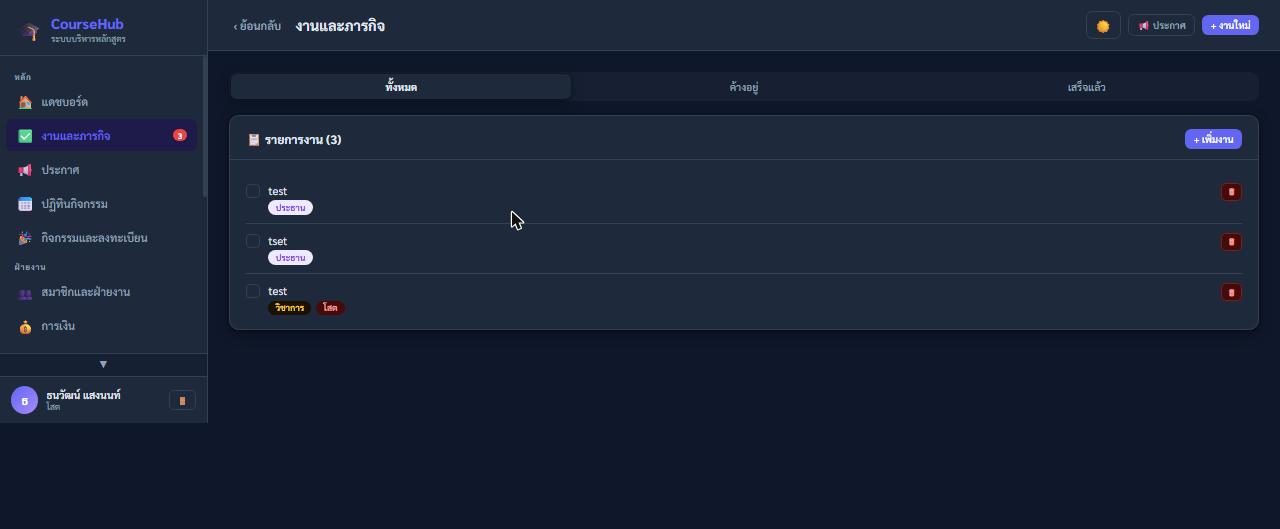 CourseHub
ระบบบริหารหลักสูตร
‹ ย้อนกลับ งานและภารกิจ
ประกาศ
+ งานใหม่
หลัก
แดชบอร์ด
งานและภารกิจ 3
ประกาศ
ปฏิทินกิจกรรม
กิจกรรมและลงทะเบียน
ฝ่ายงาน
สมาชิกและฝ่ายงาน
การเงิน
▼
ธ
ธนวัฒน์ แสงนนท์
โสต
ทั้งหมด ค้างอยู่ เสร็จแล้ว
รายการงาน (3) + เพิ่มงาน
test
ประธาน
tset
ประธาน
test
วิชาการ โสต